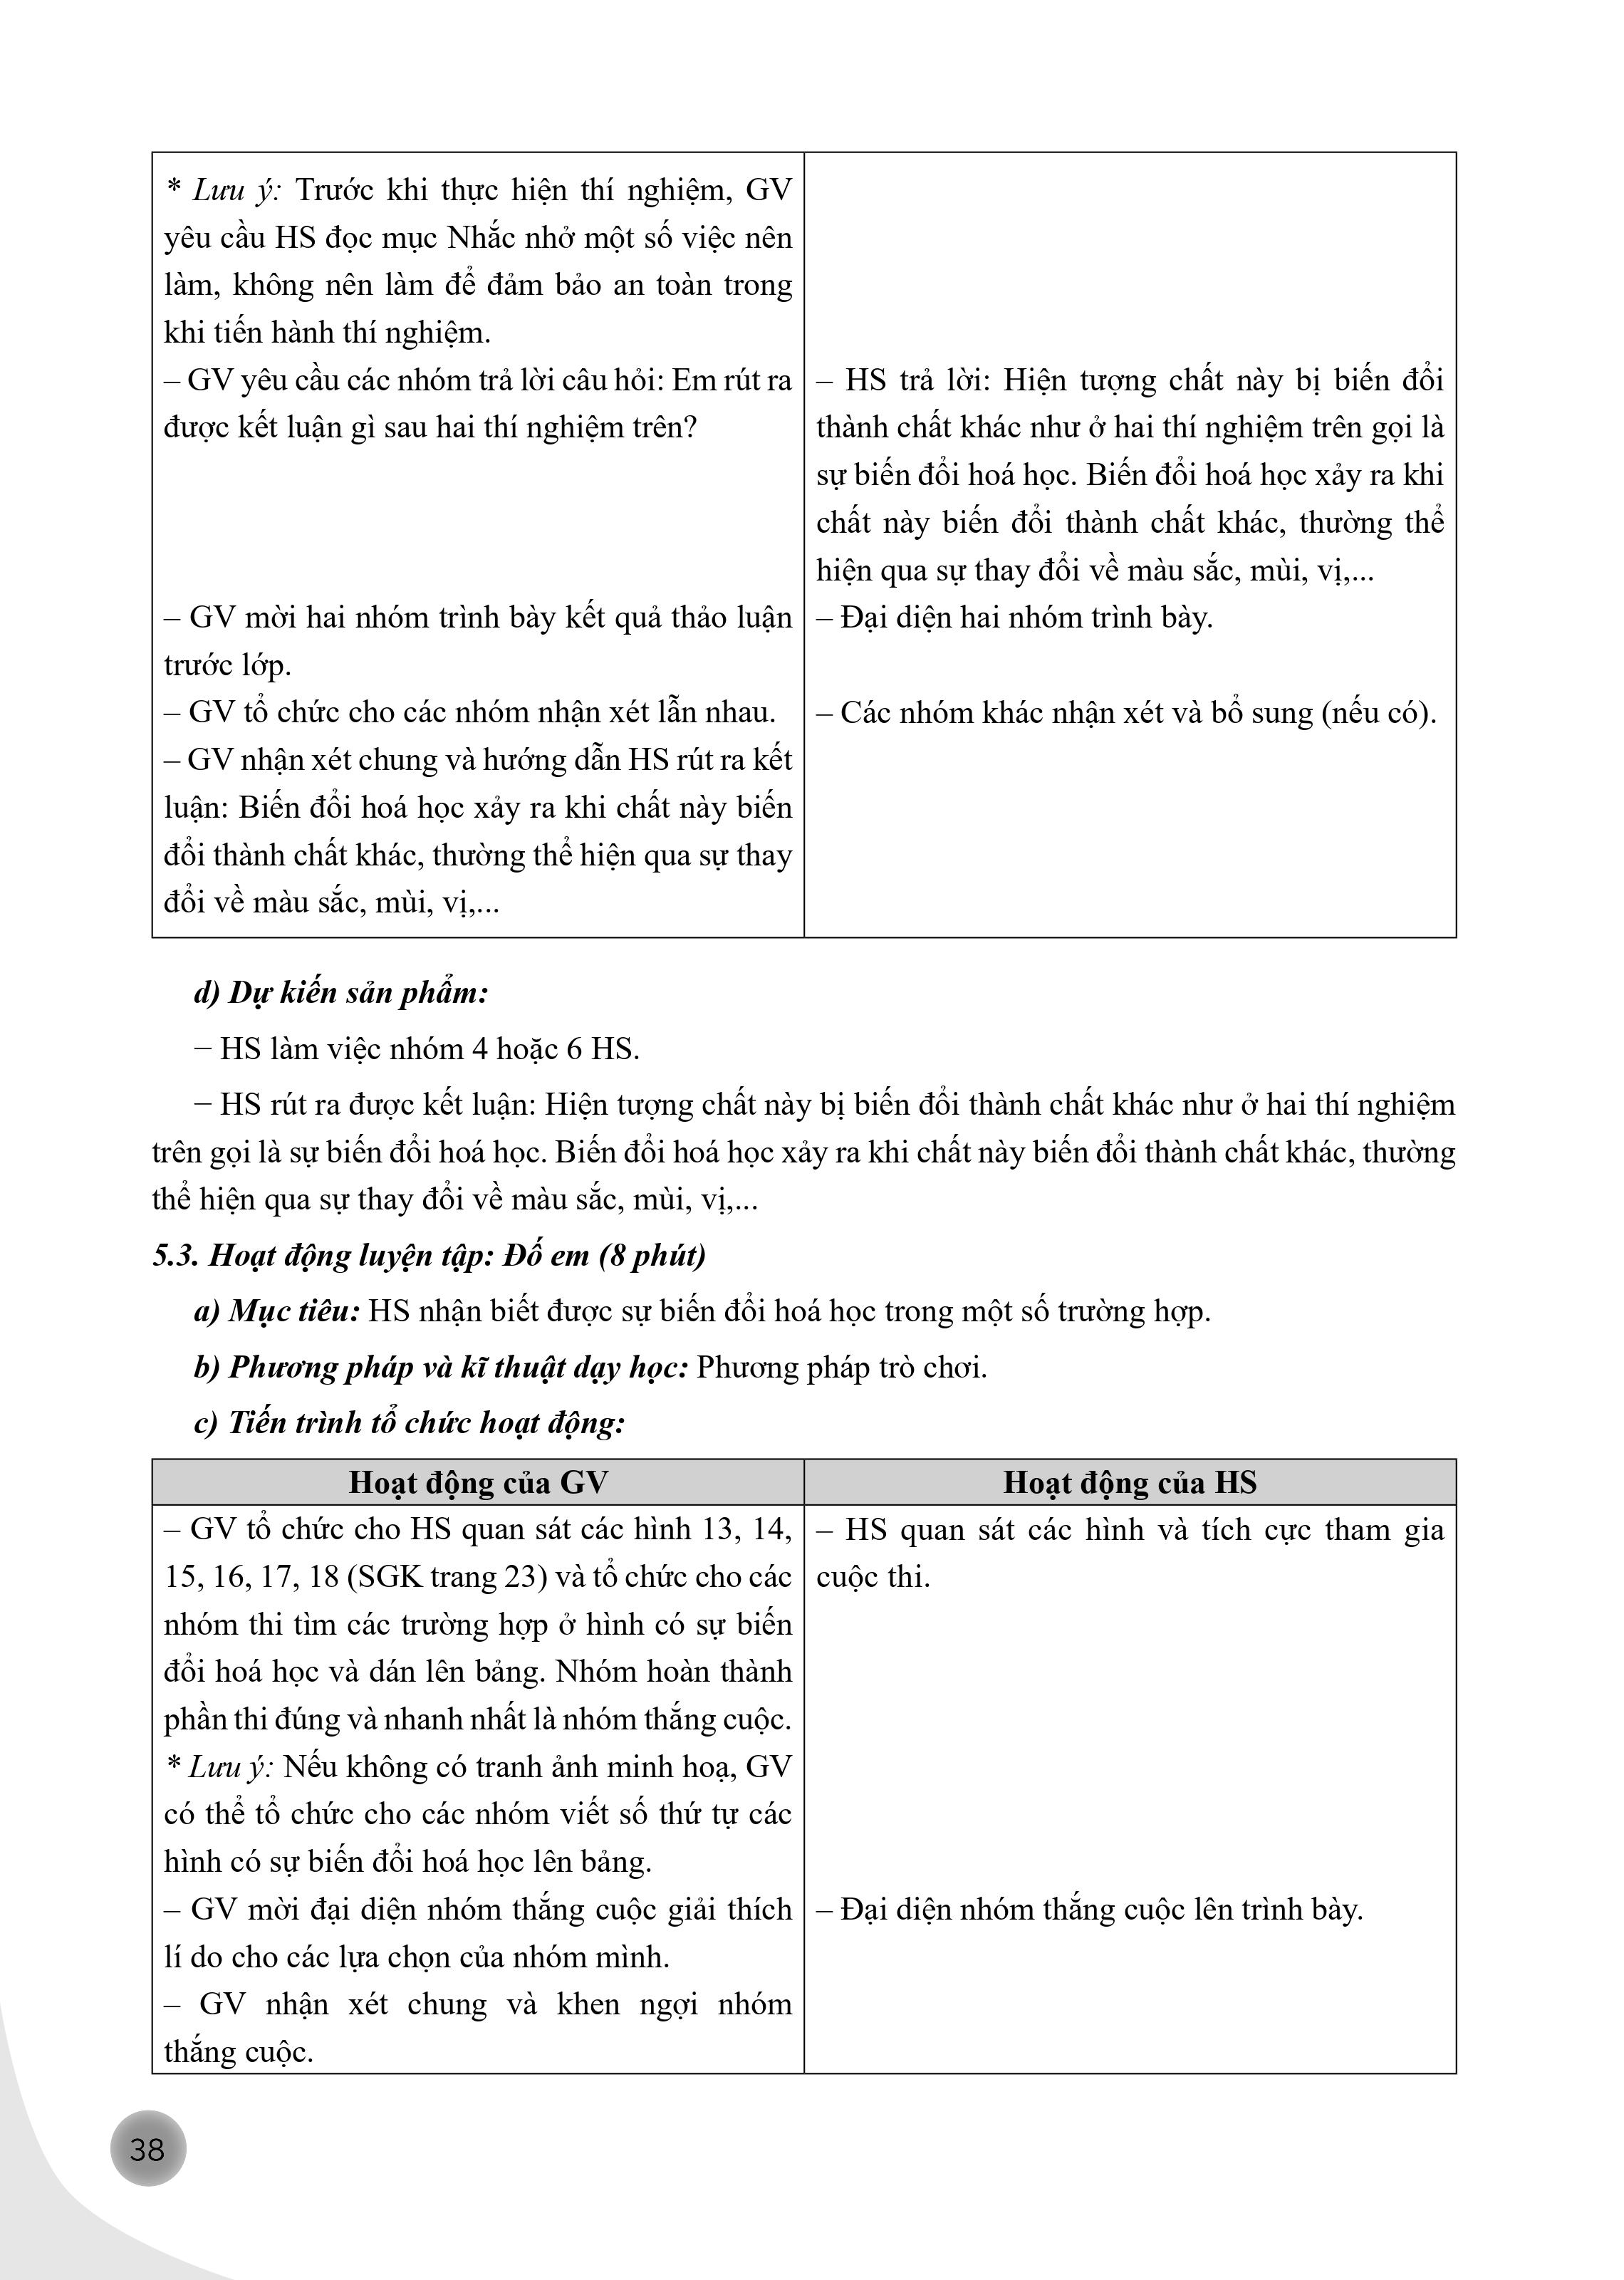 * Lưu ý: Trước khi thực hiện thí nghiệm, GV
yêu cầu HS đọc mục Nhắc nhở một số việc nên
làm, không nên làm để đảm bảo an toàn trong
khi tiến hành thí nghiệm.
– GV yêu cầu các nhóm trả lời câu hỏi: Em rút ra
được kết luận gì sau hai thí nghiệm trên?
– GV mời hai nhóm trình bày kết quả thảo luận
trước lớp.
– GV tổ chức cho các nhóm nhận xét lẫn nhau.
– GV nhận xét chung và hướng dẫn HS rút ra kết
luận: Biến đổi hoá học xảy ra khi chất này biến
đổi thành chất khác, thường thể hiện qua sự thay
đổi về màu sắc, mùi, vị,...
– HS trả lời: Hiện tượng chất này bị biến đổi
thành chất khác như ở hai thí nghiệm trên gọi là
sự biến đổi hoá học. Biến đổi hoá học xảy ra khi
chất này biến đổi thành chất khác, thường thể
hiện qua sự thay đổi về màu sắc, mùi, vị,...
– Đại diện hai nhóm trình bày.
– Các nhóm khác nhận xét và bổ sung (nếu có).
d) Dự kiến sản phẩm:
– HS làm việc nhóm 4 hoặc 6 HS.
– HS rút ra được kết luận: Hiện tượng chất này bị biến đổi thành chất khác như ở hai thí nghiệm
trên gọi là sự biến đổi hoá học. Biến đổi hoá học xảy ra khi chất này biến đổi thành chất khác, thường
thể hiện qua sự thay đổi về màu sắc, mùi, vị,...
5.3. Hoạt động luyện tập: Đố em (8 phút)
a) Mục tiêu: HS nhận biết được sự biến đổi hoá học trong một số trường hợp.
b) Phương pháp và kĩ thuật dạy học: Phương pháp trò chơi.
c) Tiến trình tổ chức hoạt động:
Hoạt động của GV
Hoạt động của HS
– GV tổ chức cho HS quan sát các hình 13, 14,
15, 16, 17, 18 (SGK trang 23) và tổ chức cho các
nhóm thi tìm các trường hợp ở hình có sự biến
đổi hoá học và dán lên bảng. Nhóm hoàn thành
phần thi đúng và nhanh nhất là nhóm thắng cuộc.
* Lưu ý: Nếu không có tranh ảnh minh hoạ, GV
có thể tổ chức cho các nhóm viết số thứ tự các
hình có sự biến đổi hoá học lên bảng.
– GV mời đại diện nhóm thắng cuộc giải thích
lí do cho các lựa chọn của nhóm mình.
– GV nhận xét chung và khen ngợi nhóm
thắng cuộc.
– HS quan sát các hình và tích cực tham gia
cuộc thi.
– Đại diện nhóm thắng cuộc lên trình bày.
38